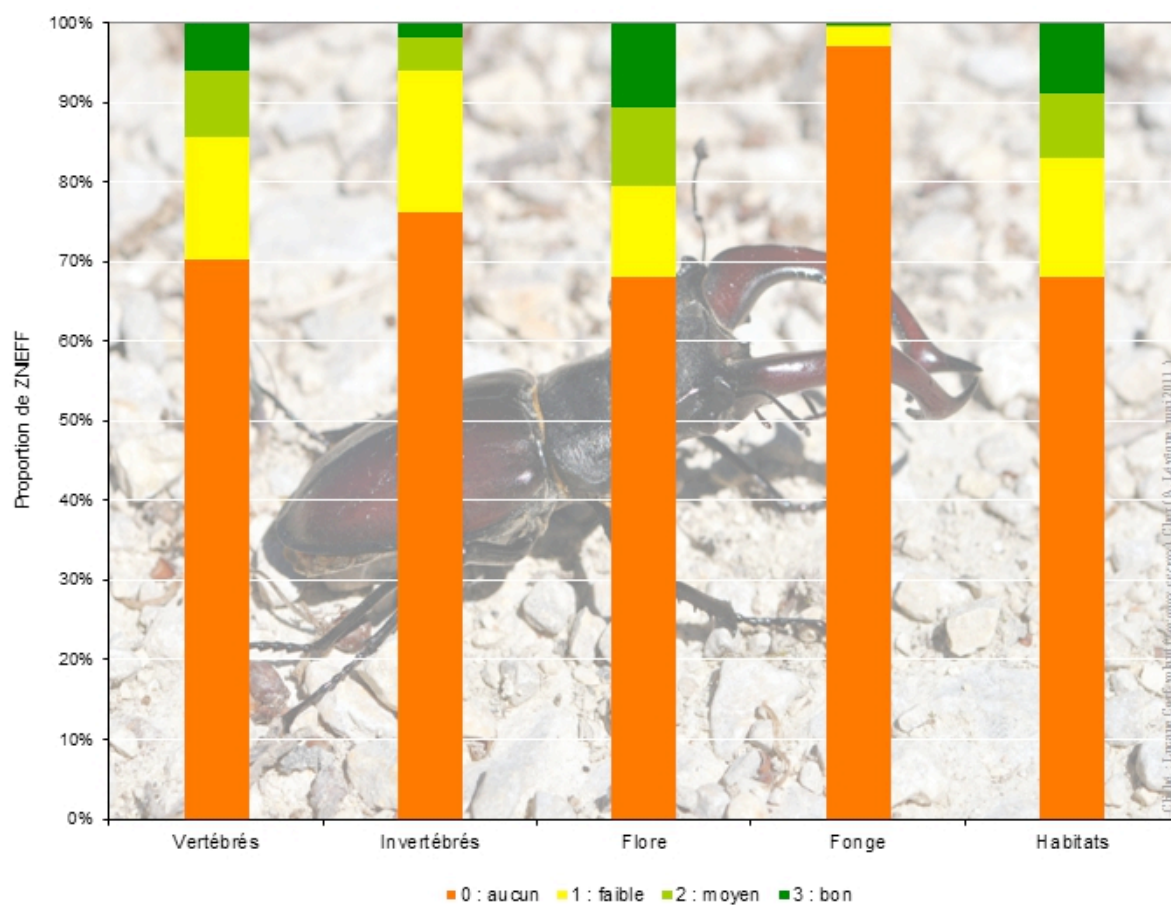 100%
90%
80%
70%
60%
50%
40%
30%
20%
10%
0%
Proportion de ZNIEFF
Vertébrés
Invertébrés
Flore
Fonge
Habitats
0 : aucun 1 : faible 2 : moyen 3 : bon